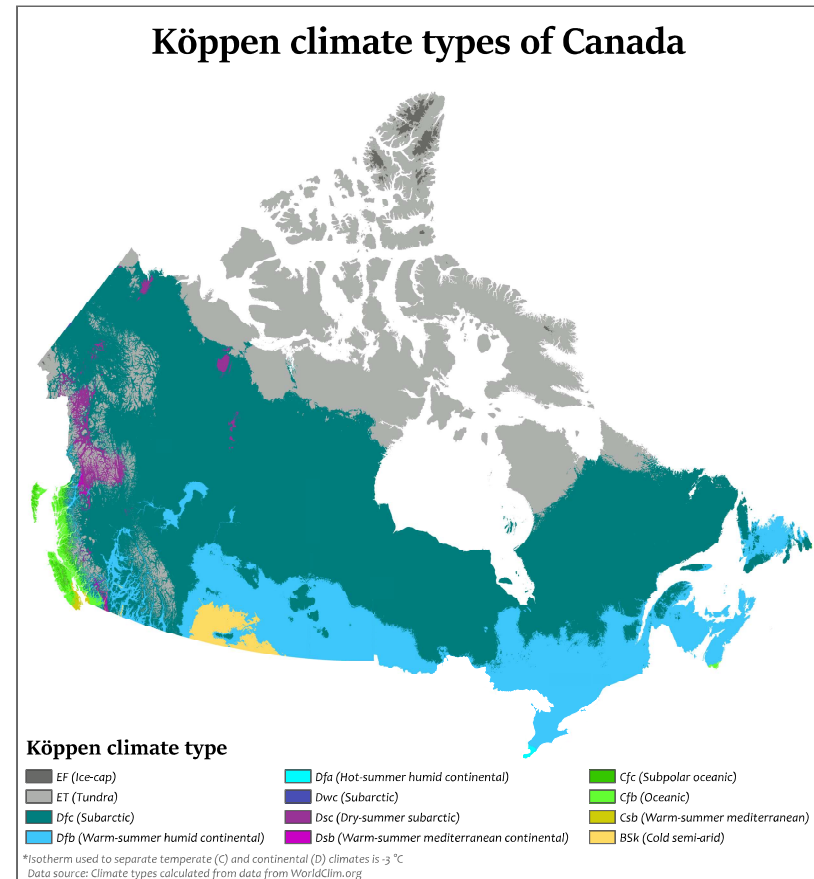 Köppen climate types of Canada
Köppen climate type
EF (Ice-cap)
ET (Tundra)
Dfc (Subarctic)
Dfb (Warm-summer humid continental)
Dfa (Hot-summer humid continental)
Dwc (Subarctic)
Dsc (Dry-summer subarctic)
Dsb (Warm-summer mediterranean continental)
Cfc (Subpolar oceanic)
Cfb (Oceanic)
Csb (Warm-summer mediterranean)
BSk (Cold semi-arid)
*Isotherm used to separate temperate (C) and continental (D) climates is -3 °C
Data source: Climate types calculated from data from WorldClim.org